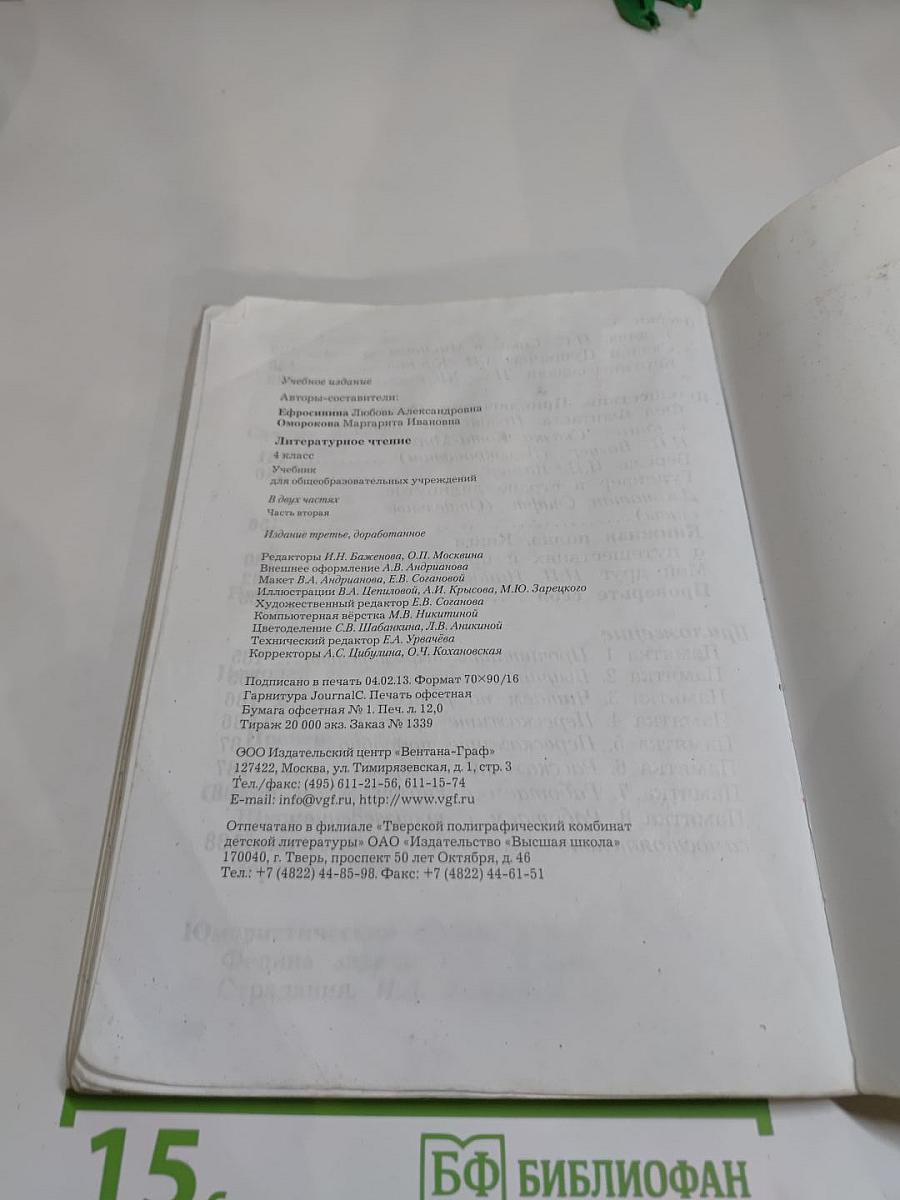 Учебное издание
Авторы-составители:
Ефросинина Любовь Александровна
Оморокова Маргарита Ивановна
Литературное чтение
4 класс
Учебник
для общеобразовательных учреждений
В двух частях
Часть вторая
Издание третье, доработанное
Редакторы И.Н. Баженова, О.П. Москвина
Внешнее оформление А.В. Андрианова
Макет В.А. Андрианова, Е.В. Согановой
Иллюстрации В.А. Цепиловой, А.И. Крысова, М.Ю. Зарецкого
Художественный редактор Е.В. Соганова
Компьютерная вёрстка М.В. Никитиной
Цветоделение С.В. Шабанкина, Л.В. Аникиной
Технический редактор Е.А. Урвачёва
Корректоры А.С. Цибулина, О.Ч. Кохановская
Подписано в печать 04.02.13. Формат 70×90/16
Гарнитура JournalC. Печать офсетная
Бумага офсетная № 1. Печ. л. 12,0
Тираж 20 000 экз. Заказ № 1339
ООО Издательский центр «Вентана-Граф»
127422, Москва, ул. Тимирязевская, д. 1, стр. 3
Тел./факс: (495) 611-21-56, 611-15-74
E-mail: info@vgf.ru, http://www.vgf.ru
Отпечатано в филиале «Тверской полиграфический комбинат
детской литературы» ОАО «Издательство «Высшая школа»
170040, г. Тверь, проспект 50 лет Октября, д. 46
Тел.: +7 (4822) 44-85-98. Факс: +7 (4822) 44-61-51
15
БФ БИБЛИОФАН